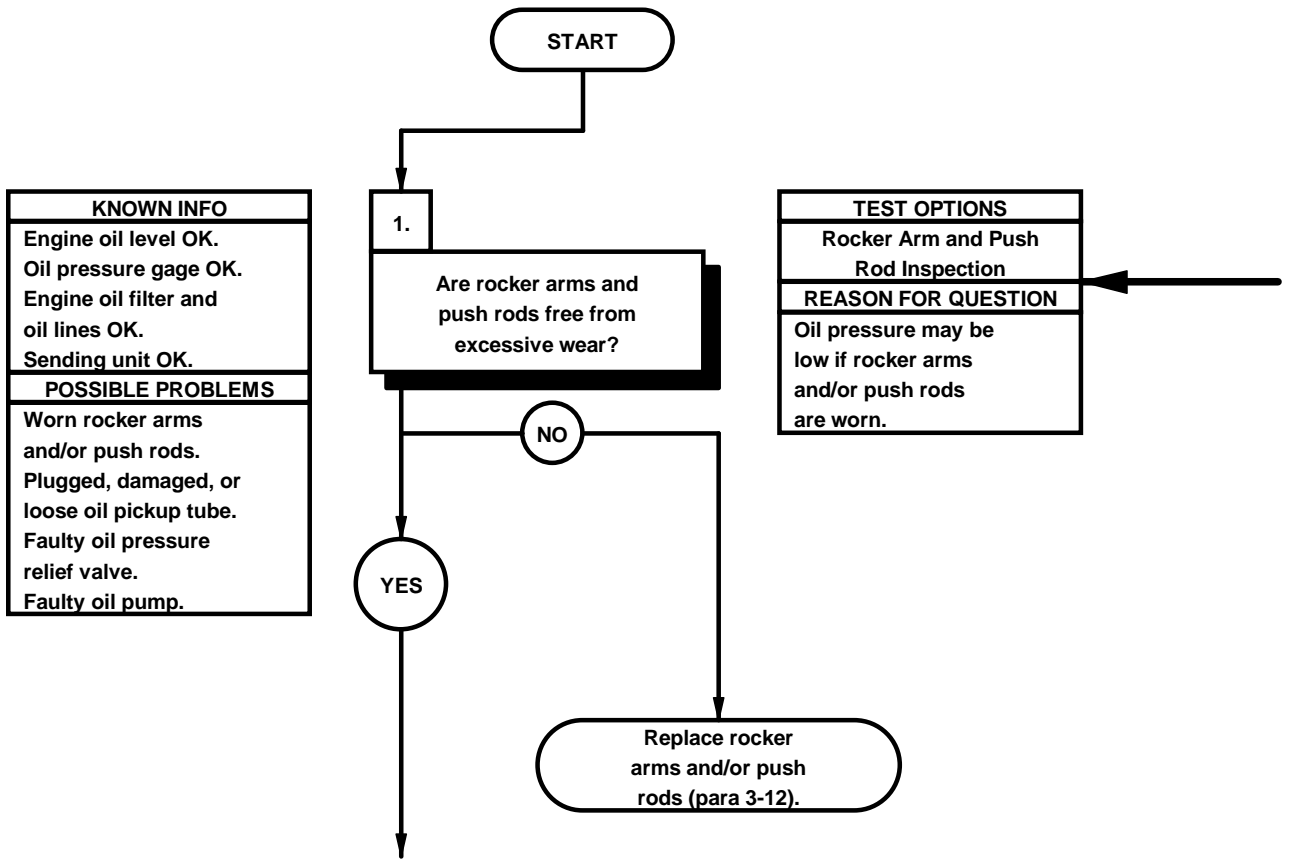 START
KNOWN INFO
Engine oil level OK.
Oil pressure gage OK.
Engine oil filter and
oil lines OK.
Sending unit OK.
POSSIBLE PROBLEMS
Worn rocker arms
and/or push rods.
Plugged, damaged, or
loose oil pickup tube.
Faulty oil pressure
relief valve.
Faulty oil pump.
1.
Are rocker arms and
push rods free from
excessive wear?
TEST OPTIONS
Rocker Arm and Push
Rod Inspection
REASON FOR QUESTION
Oil pressure may be
low if rocker arms
and/or push rods
are worn.
NO
YES
Replace rocker
arms and/or push
rods (para 3-12).